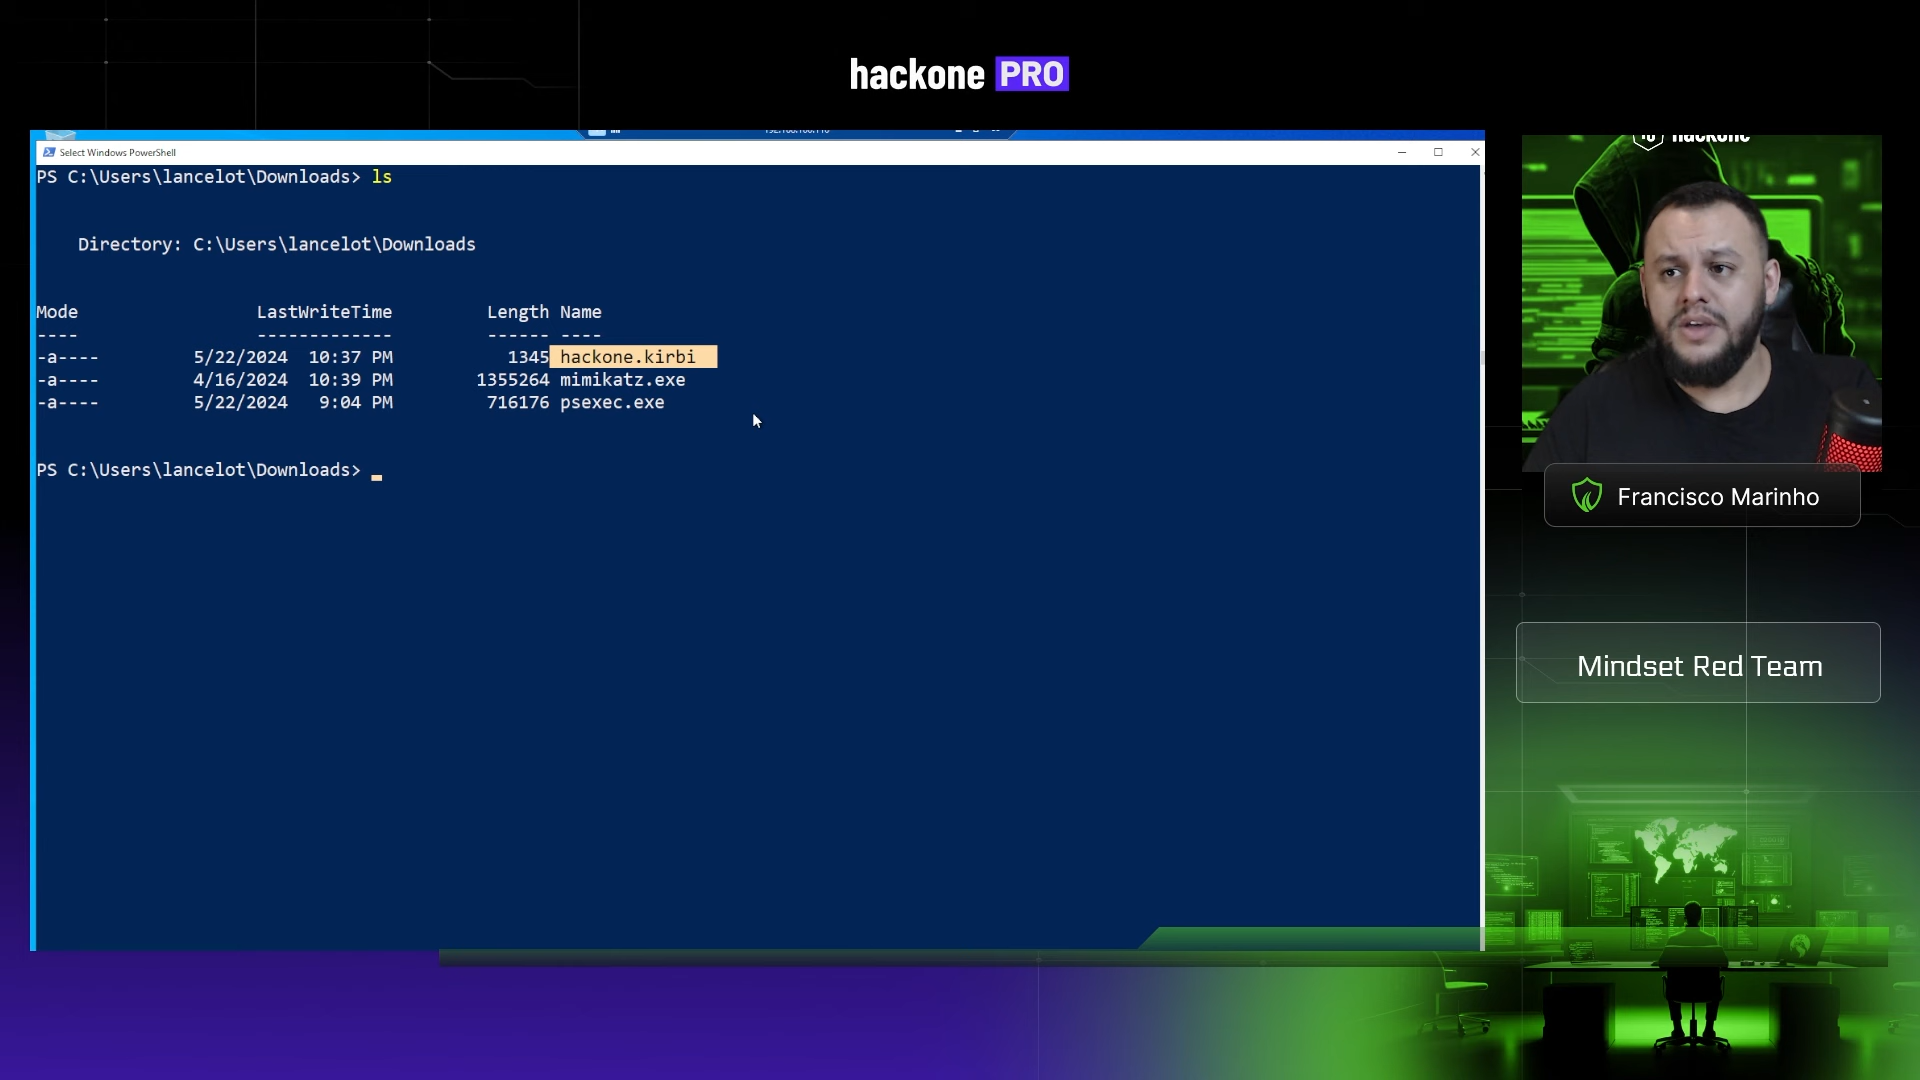 hackone PRO
Select Windows PowerShell
PS C:\Users\lancelot\Downloads> ls
Directory: C:\Users\lancelot\Downloads
Mode LastWriteTime Length Name
---- ------------- ------ ----
-a---- 5/22/2024 10:37 PM 1345 hackone.kirbi
-a---- 4/16/2024 10:39 PM 1355264 mimikatz.exe
-a---- 5/22/2024 9:04 PM 716176 psexec.exe
PS C:\Users\lancelot\Downloads>
hackone
Francisco Marinho
Mindset Red Team